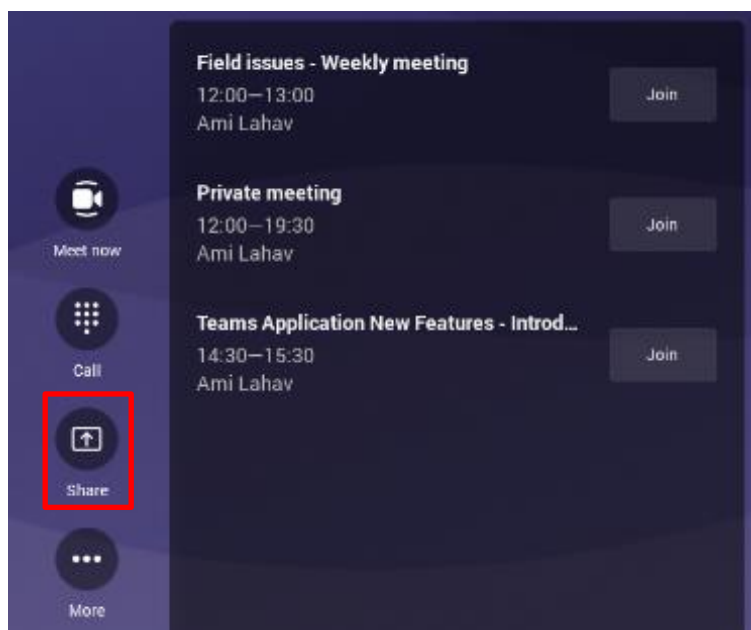 Field issues - Weekly meeting
12:00—13:00
Ami Lahav
Join
Private meeting
12:00—19:30
Ami Lahav
Join
Teams Application New Features - Introd...
14:30—15:30
Ami Lahav
Join
Meet now
Call
Share
More